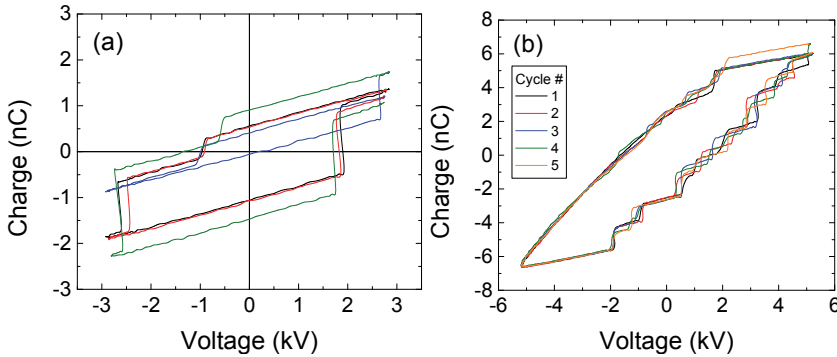 (a)
Charge (nC)
3
2
1
0
-1
-2
-3
-3 -2 -1 0 1 2 3
Voltage (kV)
(b)
Charge (nC)
8
6
4
2
0
-2
-4
-6
-8
Cycle #
1
2
3
4
5
-6 -4 -2 0 2 4 6
Voltage (kV)